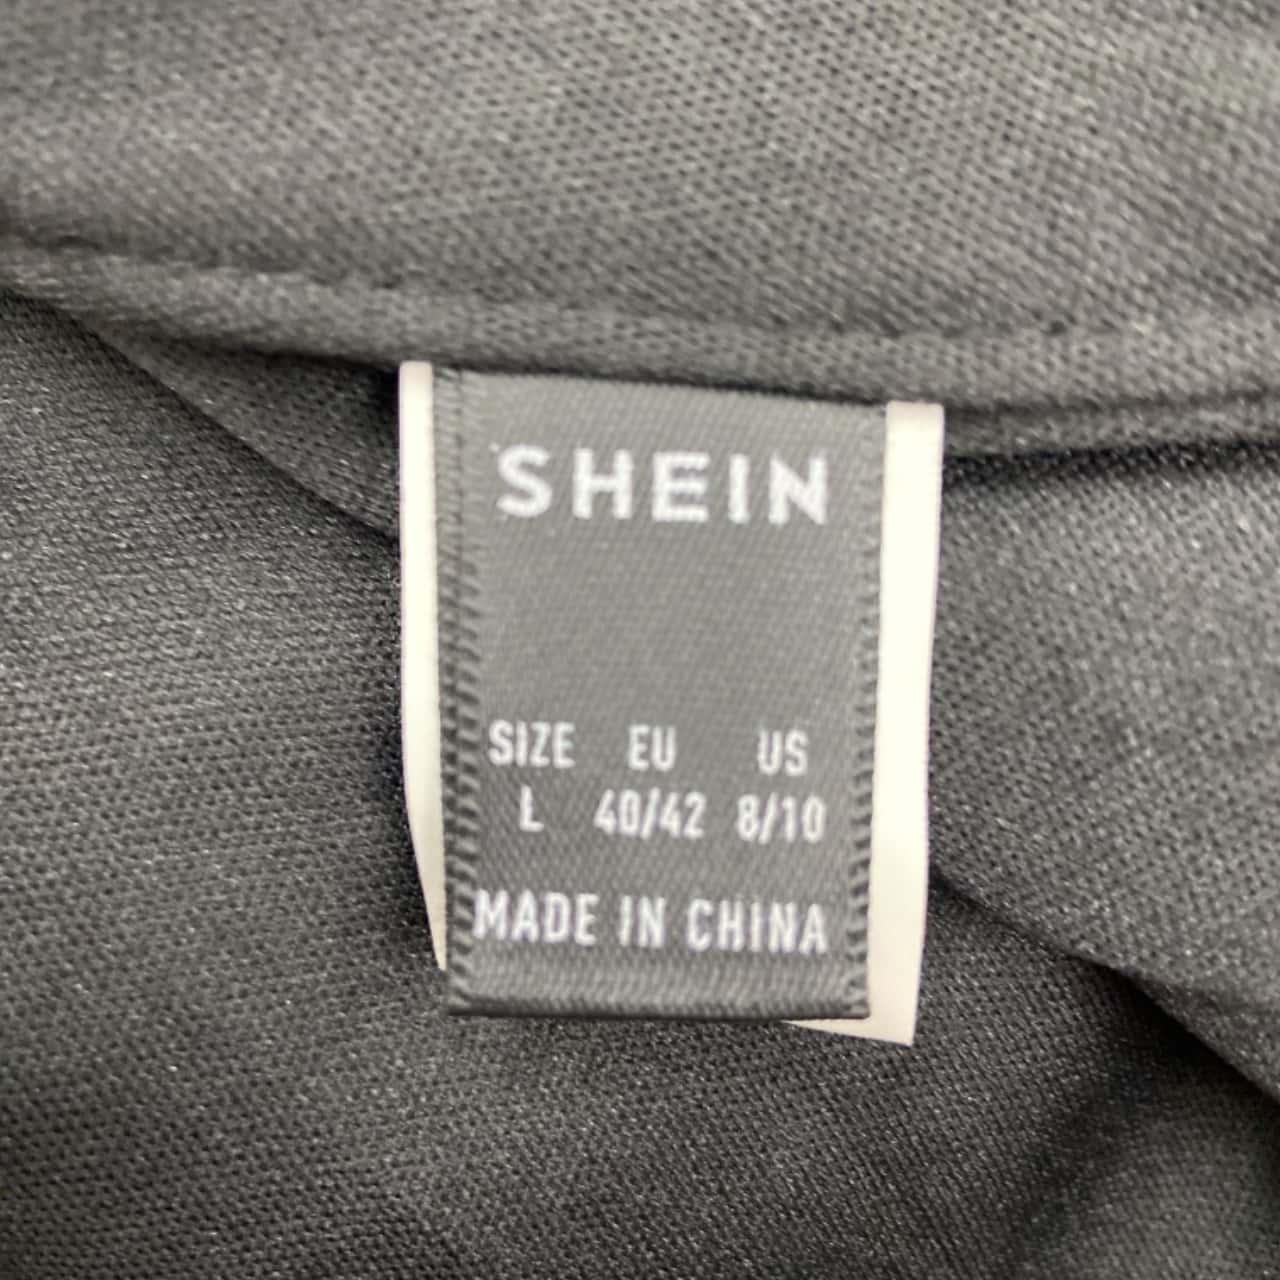 SHEIN
SIZE EU US
L 40/42 8/10
MADE IN CHINA